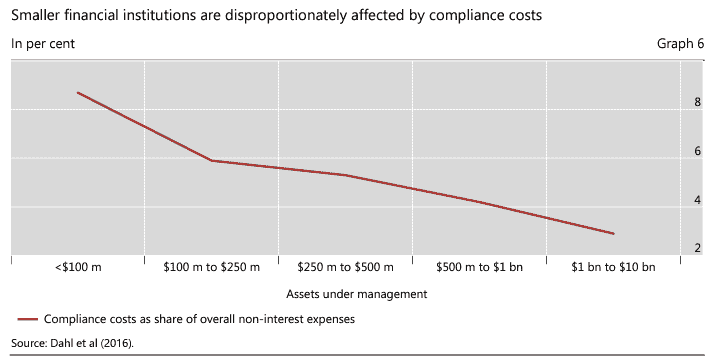 Smaller financial institutions are disproportionately affected by compliance costs
In per cent
Graph 6
8
6
4
2
<$100 m
$100 m to $250 m
$250 m to $500 m
$500 m to $1 bn
$1 bn to $10 bn
Assets under management
Compliance costs as share of overall non-interest expenses
Source: Dahl et al (2016).